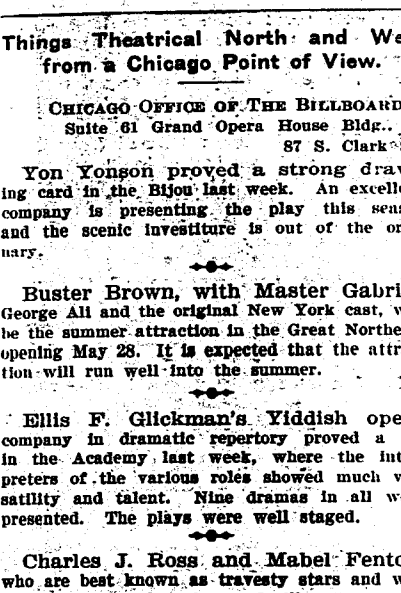 Things Theatrical North and We
from a Chicago Point of View.
CHICAGO OFFICE OF THE BILLBOARD
Suite 61 Grand Opera House Bldg.,
87 S. Clark
Yon Yonson proved a strong draw
ing card in the Bijou last week. An excelle
company is presenting the play this seas
and the scenic investiture is out of the or
nary.
Buster Brown, with Master Gabri
George Ali and the original New York cast, w
be the summer attraction in the Great Northe
opening May 28. It is expected that the attr
tion will run well into the summer.
Ellis F. Glickman's Yiddish ope
company in dramatic repertory proved a
in the Academy last week, where the int
preters of the various roles showed much v
satility and talent. Nine dramas in all w
presented. The plays were well staged.
Charles J. Ross and Mabel Fento
who are best known as travesty stars and w